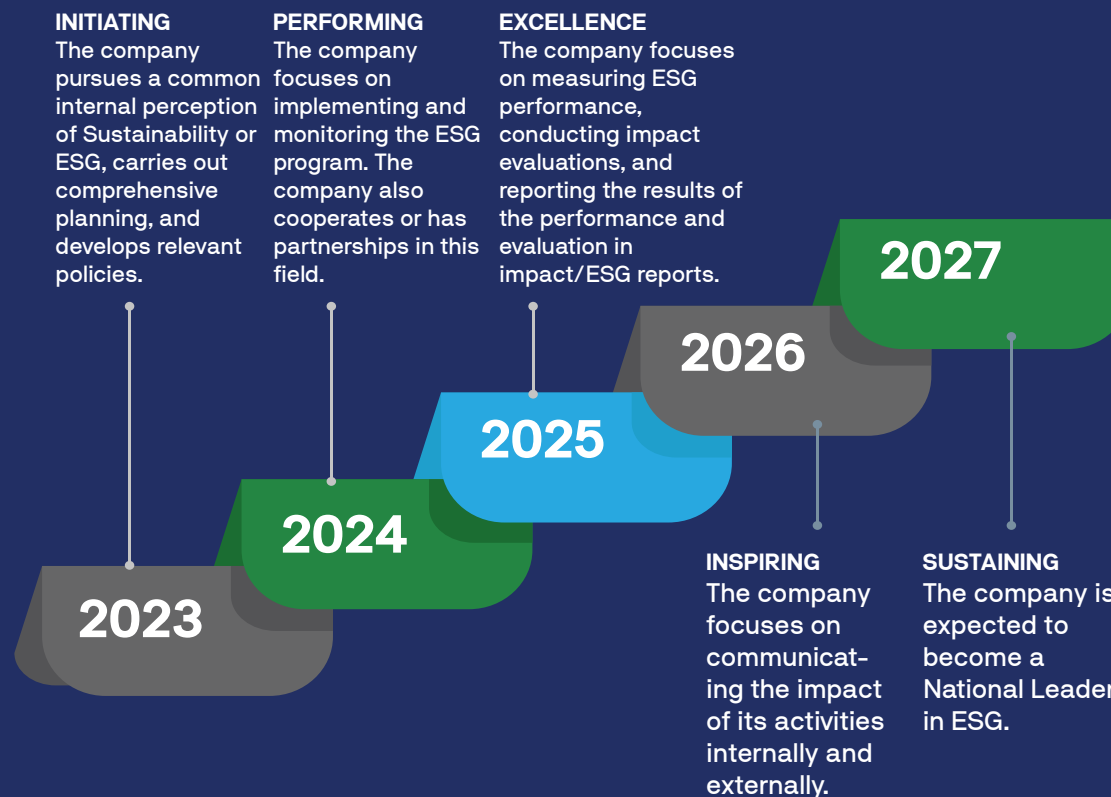 INITIATING
The company
pursues a common
internal perception
of Sustainability or
ESG, carries out
comprehensive
planning, and
develops relevant
policies.
PERFORMING
The company
focuses on
implementing and
monitoring the ESG
program. The
company also
cooperates or has
partnerships in this
field.
EXCELLENCE
The company focuses
on measuring ESG
performance,
conducting impact
evaluations, and
reporting the results of
the performance and
evaluation in
impact/ESG reports.
2027
2026
2025
2024
2023
INSPIRING
The company
focuses on
communicat-
ing the impact
of its activities
internally and
externally.
SUSTAINING
The company is
expected to
become a
National Leader
in ESG.